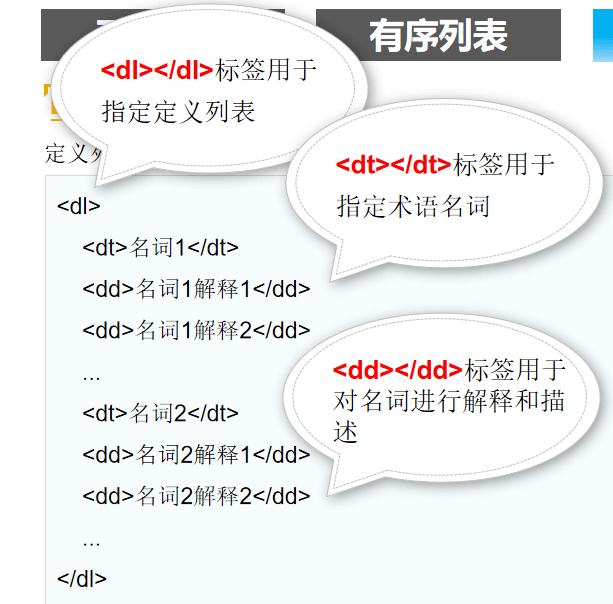 有序列表
<dl></dl>标签用于
指定定义列表
<dt></dt>标签用于
指定术语名词
定义
<dl>
<dt>名词1</dt>
<dd>名词1解释1</dd>
<dd>名词1解释2</dd>
...
<dt>名词2</dt>
<dd>名词2解释1</dd>
<dd>名词2解释2</dd>
...
</dl>
<dd></dd>标签用于
对名词进行解释和描
述